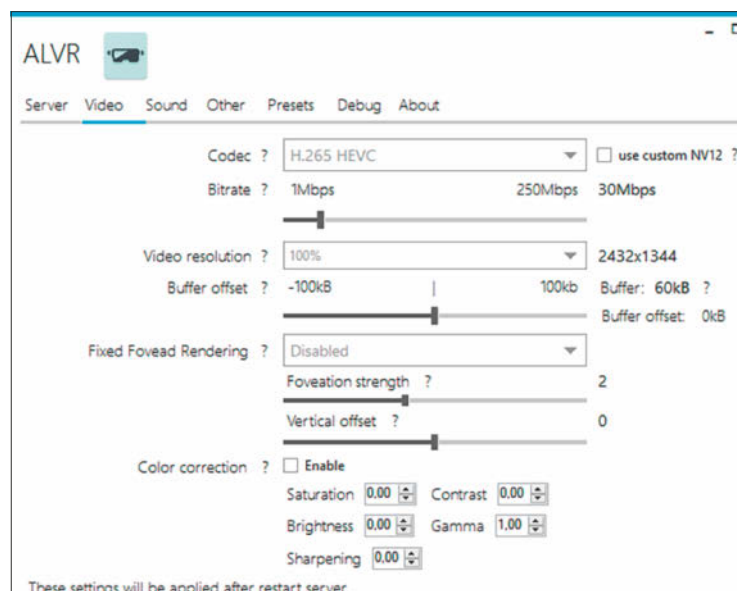 ALVR
Server Video Sound Other Presets Debug About
Codec ? H.265 HEVC use custom NV12 ?
Bitrate ? 1Mbps 250Mbps 30Mbps
Video resolution ? 100% 2432x1344
Buffer offset ? -100kB 100kb Buffer: 60kB ?
Buffer offset: 0kB
Fixed Fovead Rendering ? Disabled
Foveation strength ? 2
Vertical offset ? 0
Color correction ? Enable
Saturation 0,00 Contrast 0,00
Brightness 0,00 Gamma 1,00
Sharpening 0,00
These settings will be applied after restart server